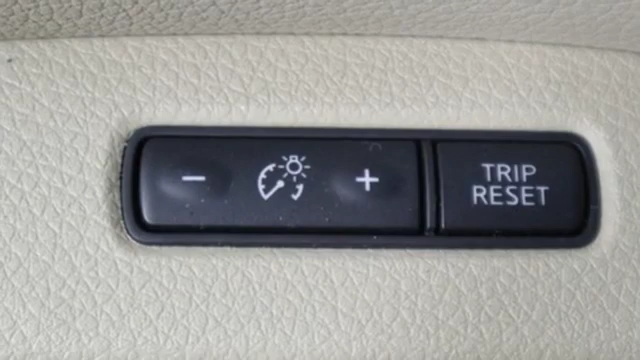 − +
TRIP
RESET